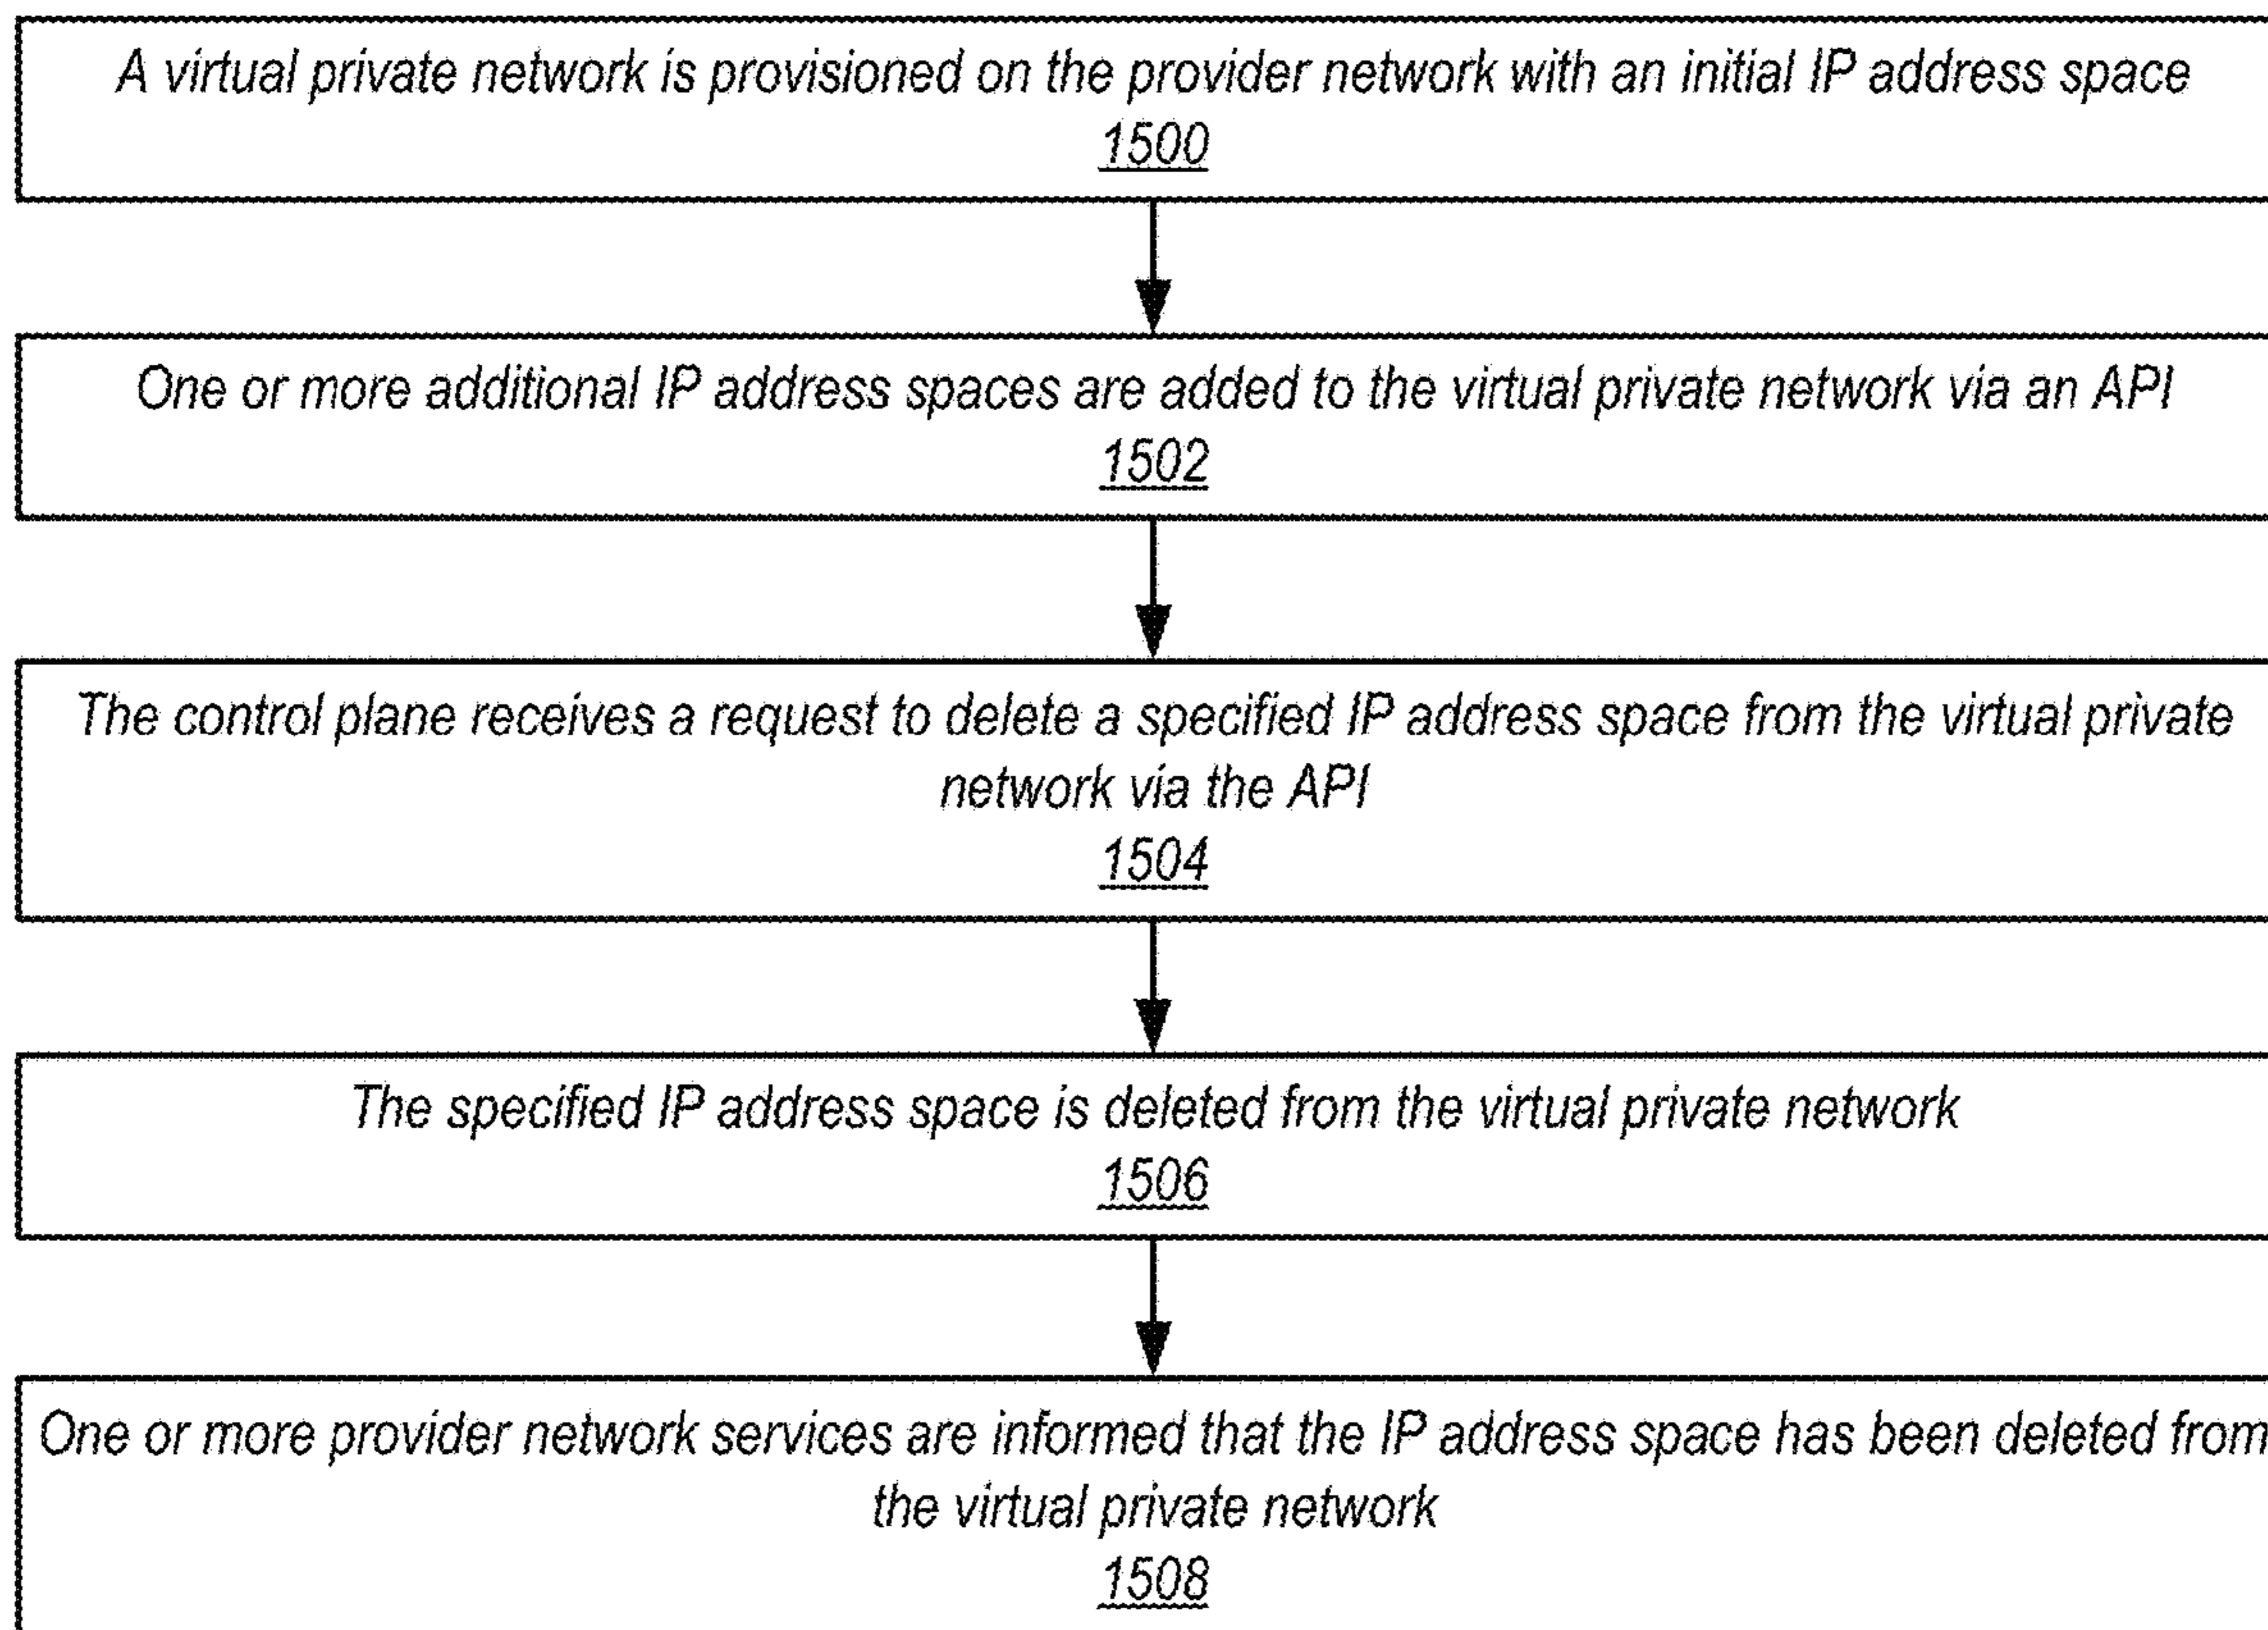 A virtual private network is provisioned on the provider network with an initial IP address space
1500
One or more additional IP address spaces are added to the virtual private network via an API
1502
The control plane receives a request to delete a specified IP address space from the virtual private
network via the API
1504
The specified IP address space is deleted from the virtual private network
1506
One or more provider network services are informed that the IP address space has been deleted from
the virtual private network
1508